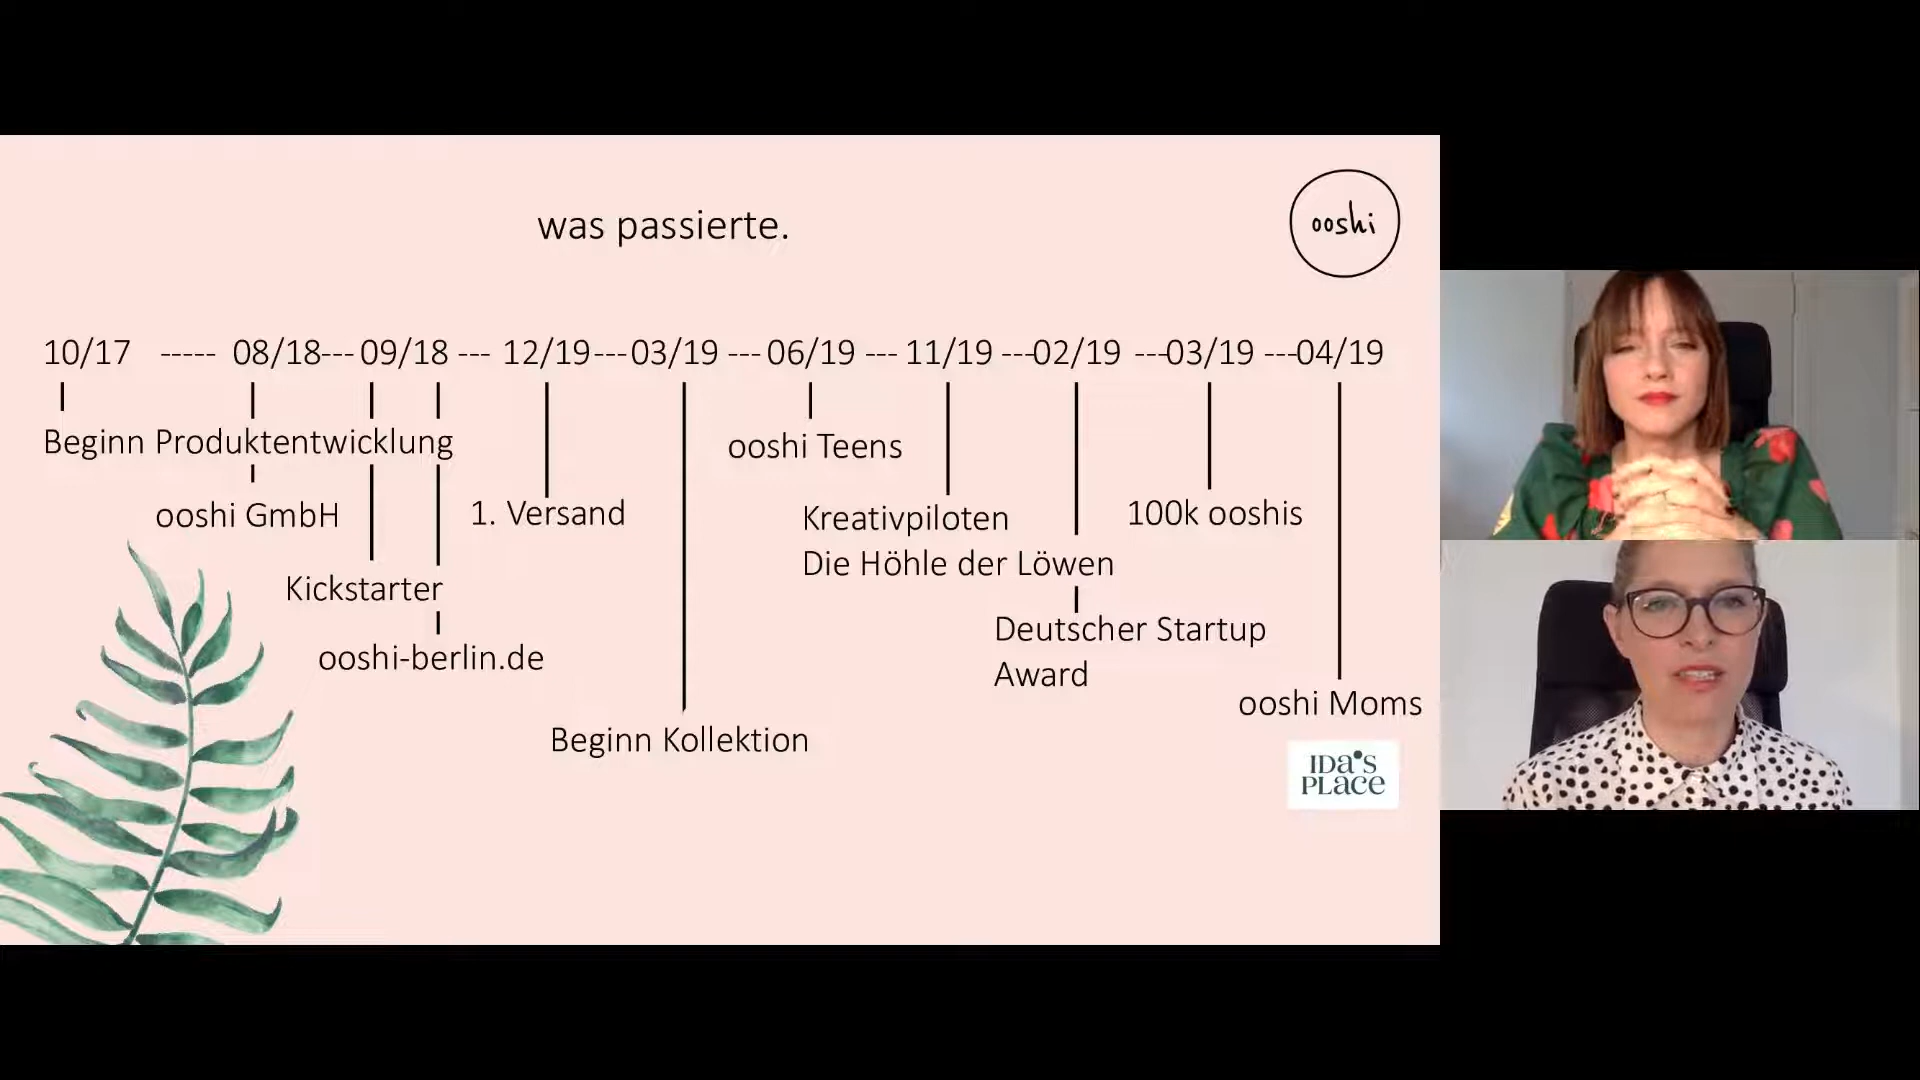 was passierte.
ooshi
10/17 ----- 08/18--- 09/18 --- 12/19---03/19 --- 06/19 --- 11/19 ---02/19 ---03/19 ---04/19
Beginn Produktentwicklung
ooshi Teens
ooshi GmbH
1. Versand
Kreativpiloten
Die Höhle der Löwen
100k ooshis
Kickstarter
ooshi-berlin.de
Deutscher Startup
Award
ooshi Moms
Beginn Kollektion
IDa's
PLace